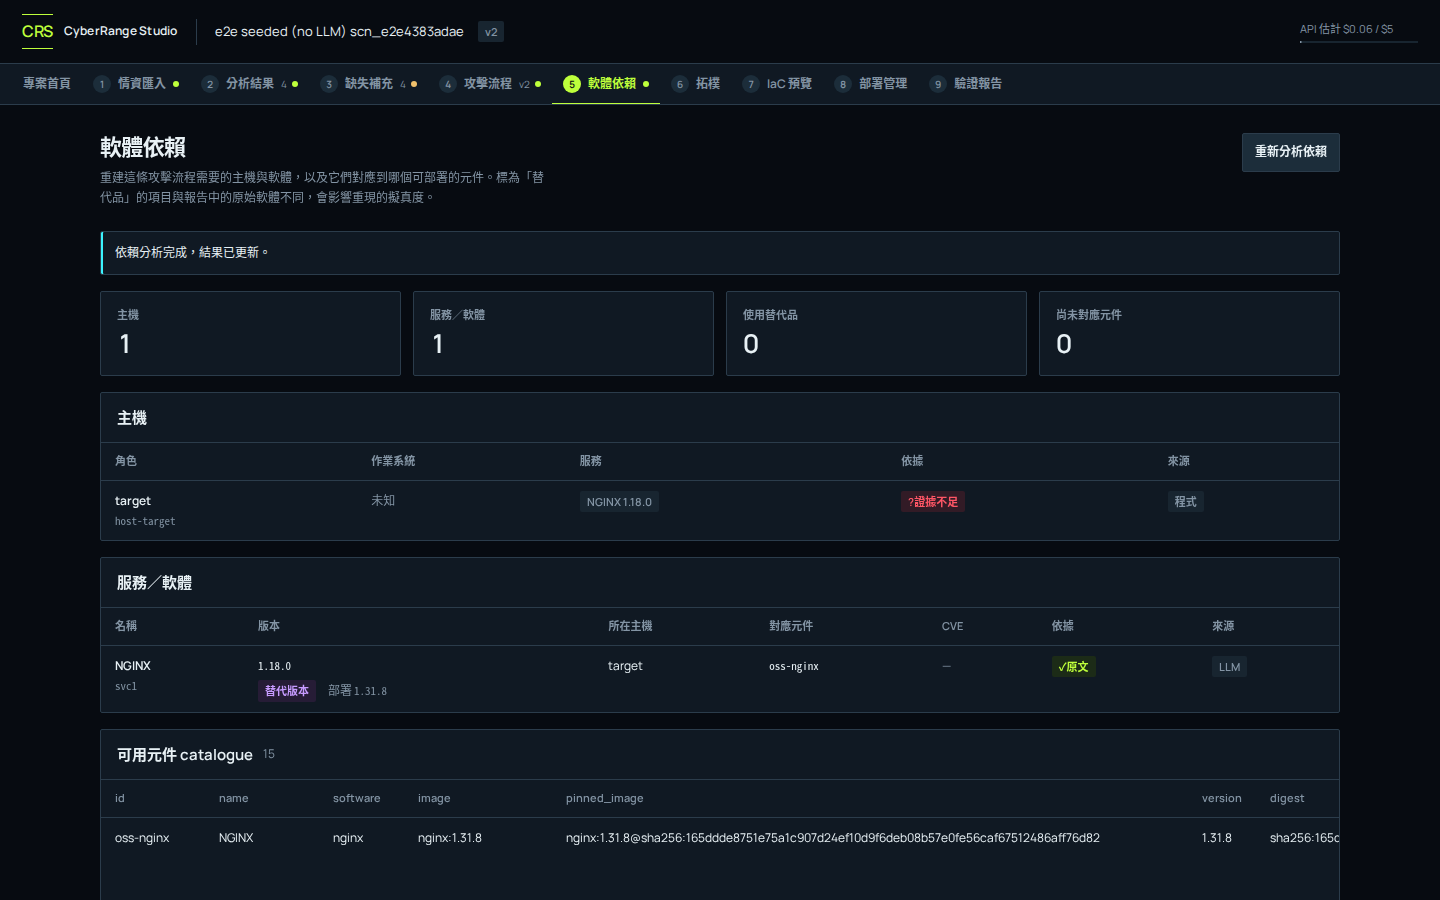 CRS CyberRange Studio e2e seeded (no LLM) scn_e2e4383adae v2 API 估計 $0.06 / $5
專案首頁 1 情資匯入 2 分析結果 4 3 缺失補充 4 4 攻擊流程 v2 5 軟體依賴 6 拓樸 7 IaC 預覽 8 部署管理 9 驗證報告
軟體依賴
重新分析依賴
重建這條攻擊流程需要的主機與軟體，以及它們對應到哪個可部署的元件。標為「替
代品」的項目與報告中的原始軟體不同，會影響重現的擬真度。
依賴分析完成，結果已更新。
主機 服務／軟體 使用替代品 尚未對應元件
1 1 0 0
主機
角色 作業系統 服務 依據 來源
target 未知 NGINX 1.18.0 ?證據不足 程式
host-target
服務／軟體
名稱 版本 所在主機 對應元件 CVE 依據 來源
NGINX 1.18.0 target oss-nginx — ✓原文 LLM
svc1 替代版本 部署 1.31.8
可用元件 catalogue 15
id name software image pinned_image version digest
oss-nginx NGINX nginx nginx:1.31.8 nginx:1.31.8@sha256:165ddde8751e75a1c907d24ef10d9f6deb08b57e0fe56caf67512486aff76d82 1.31.8 sha256:165c